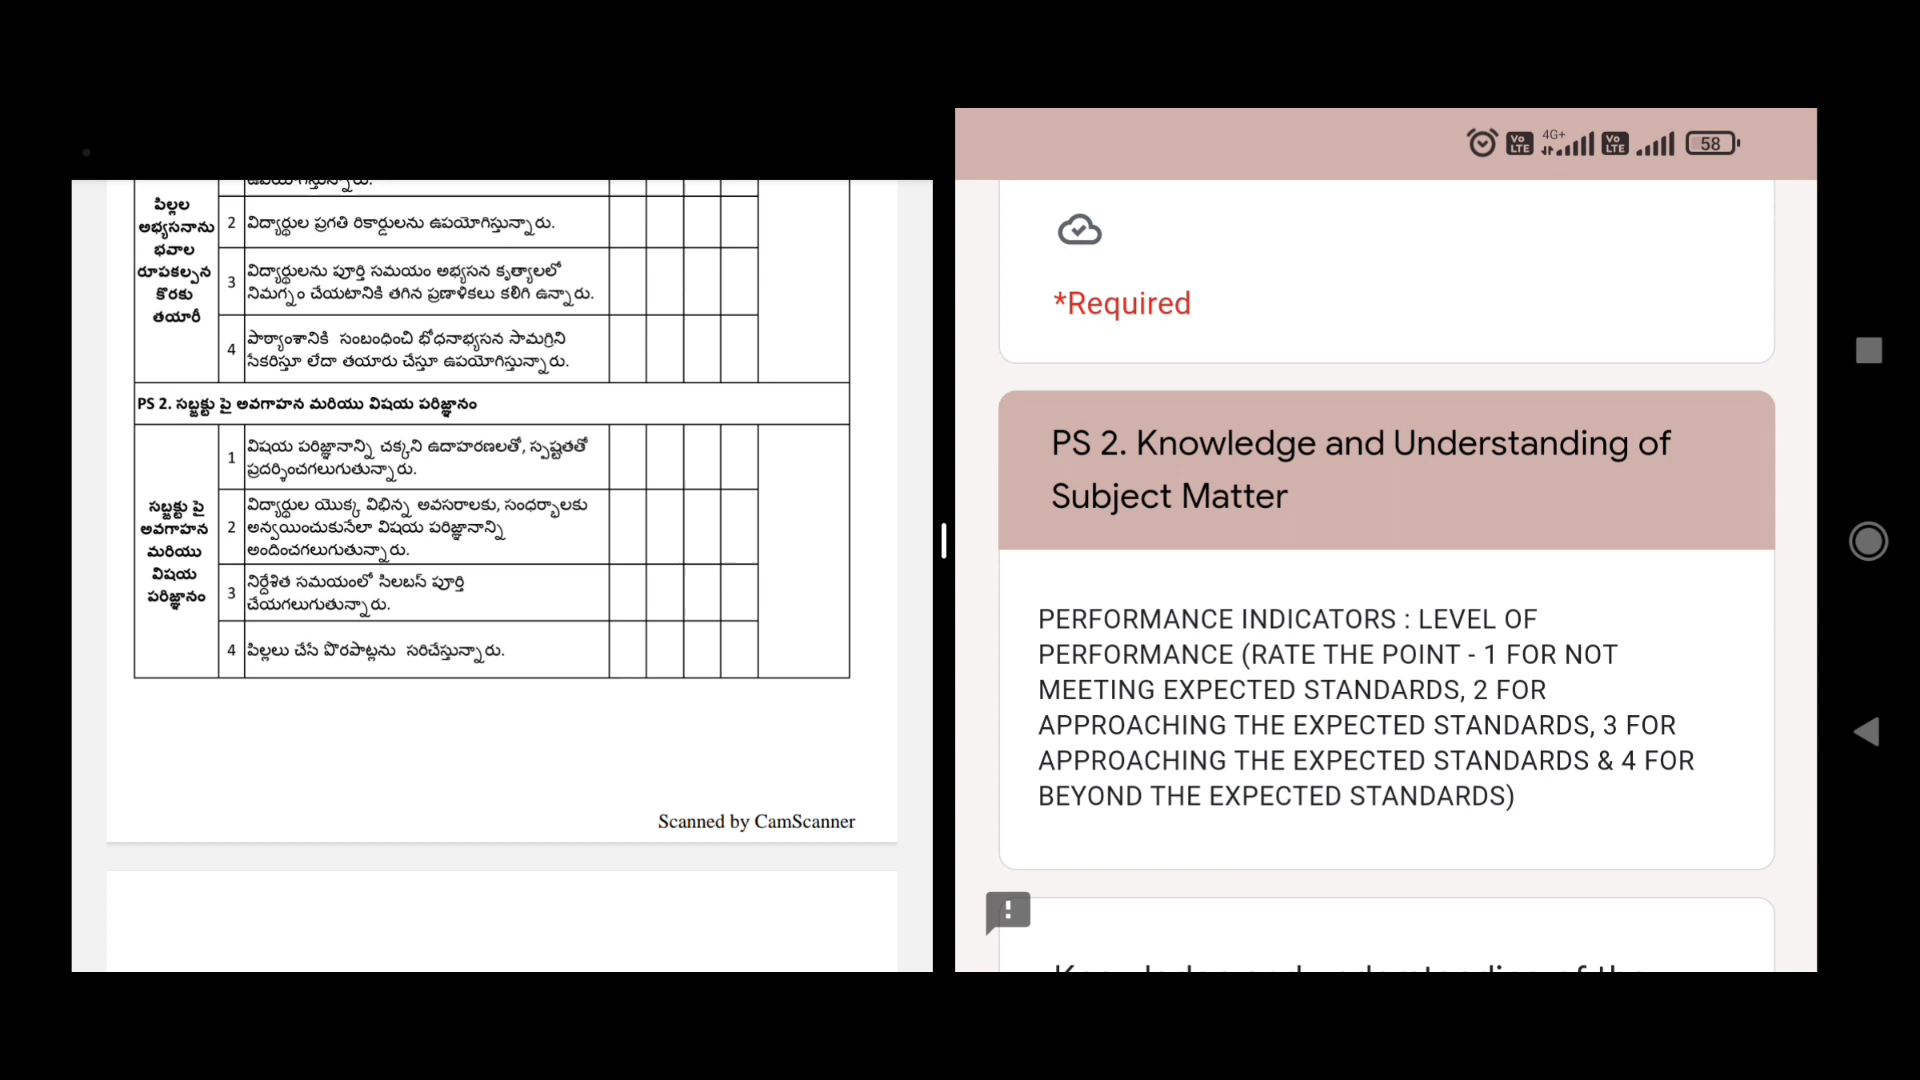 పిల్లల
అభ్యసనాను
భవాల
రూపకల్పన
కొరకు
తయారీ
2 విద్యార్థుల ప్రగతి రికార్డులను ఉపయోగిస్తున్నారు.
3 విద్యార్థులను పూర్తి సమయం అభ్యసన కృత్యాలలో
నిమగ్నం చేయటానికి తగిన ప్రణాళికలు కలిగి ఉన్నారు.
4 పాఠ్యాంశానికి సంబంధించి భోధనాభ్యసన సామగ్రిని
సేకరిస్తూ లేదా తయారు చేస్తూ ఉపయోగిస్తున్నారు.
PS 2. సబ్జక్టు పై అవగాహన మరియు విషయ పరిజ్ఞానం
సబ్జక్టు పై
అవగాహన
మరియు
విషయ
పరిజ్ఞానం
1 విషయ పరిజ్ఞానాన్ని చక్కని ఉదాహరణలతో, స్పష్టతతో
ప్రదర్శించగలుగుతున్నారు.
2 విద్యార్థుల యొక్క విభిన్న అవసరాలకు, సంధర్భాలకు
అన్వయించుకునేలా విషయ పరిజ్ఞానాన్ని
అందించగలుగుతున్నారు.
3 నిర్దేశిత సమయంలో సిలబస్ పూర్తి
చేయగలుగుతున్నారు.
4 పిల్లలు చేసే పొరపాట్లను సరిచేస్తున్నారు.
Scanned by CamScanner
Vo LTE 4G+ Vo LTE 58
*Required
PS 2. Knowledge and Understanding of
Subject Matter
PERFORMANCE INDICATORS : LEVEL OF
PERFORMANCE (RATE THE POINT - 1 FOR NOT
MEETING EXPECTED STANDARDS, 2 FOR
APPROACHING THE EXPECTED STANDARDS, 3 FOR
APPROACHING THE EXPECTED STANDARDS & 4 FOR
BEYOND THE EXPECTED STANDARDS)